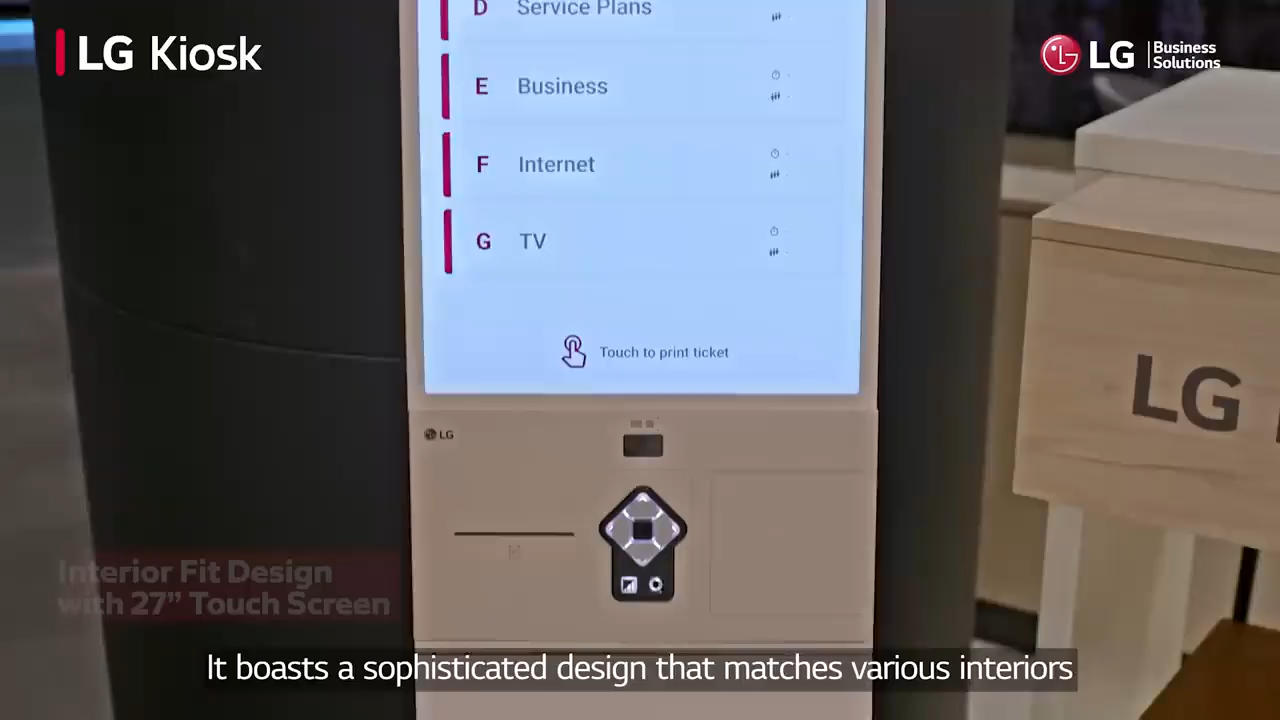 LG Kiosk
LG Business Solutions
D Service Plans
E Business
F Internet
G TV
Touch to print ticket
LG
LG
Interior Fit Design
with 27” Touch Screen
It boasts a sophisticated design that matches various interiors